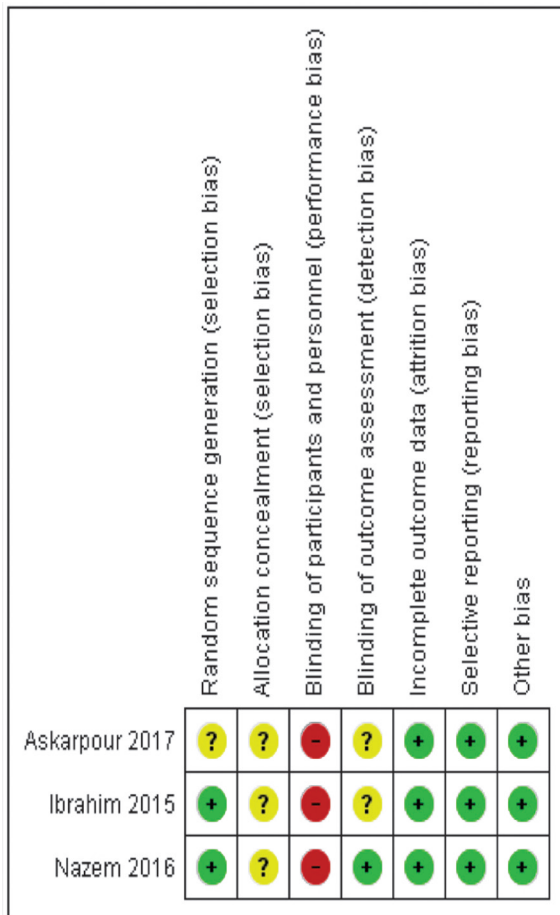 Random sequence generation (selection bias)
Allocation concealment (selection bias)
Blinding of participants and personnel (performance bias)
Blinding of outcome assessment (detection bias)
Incomplete outcome data (attrition bias)
Selective reporting (reporting bias)
Other bias
Askarpour 2017 ? ? - ? + + +
Ibrahim 2015 + ? - ? + + +
Nazem 2016 + ? - + + + +